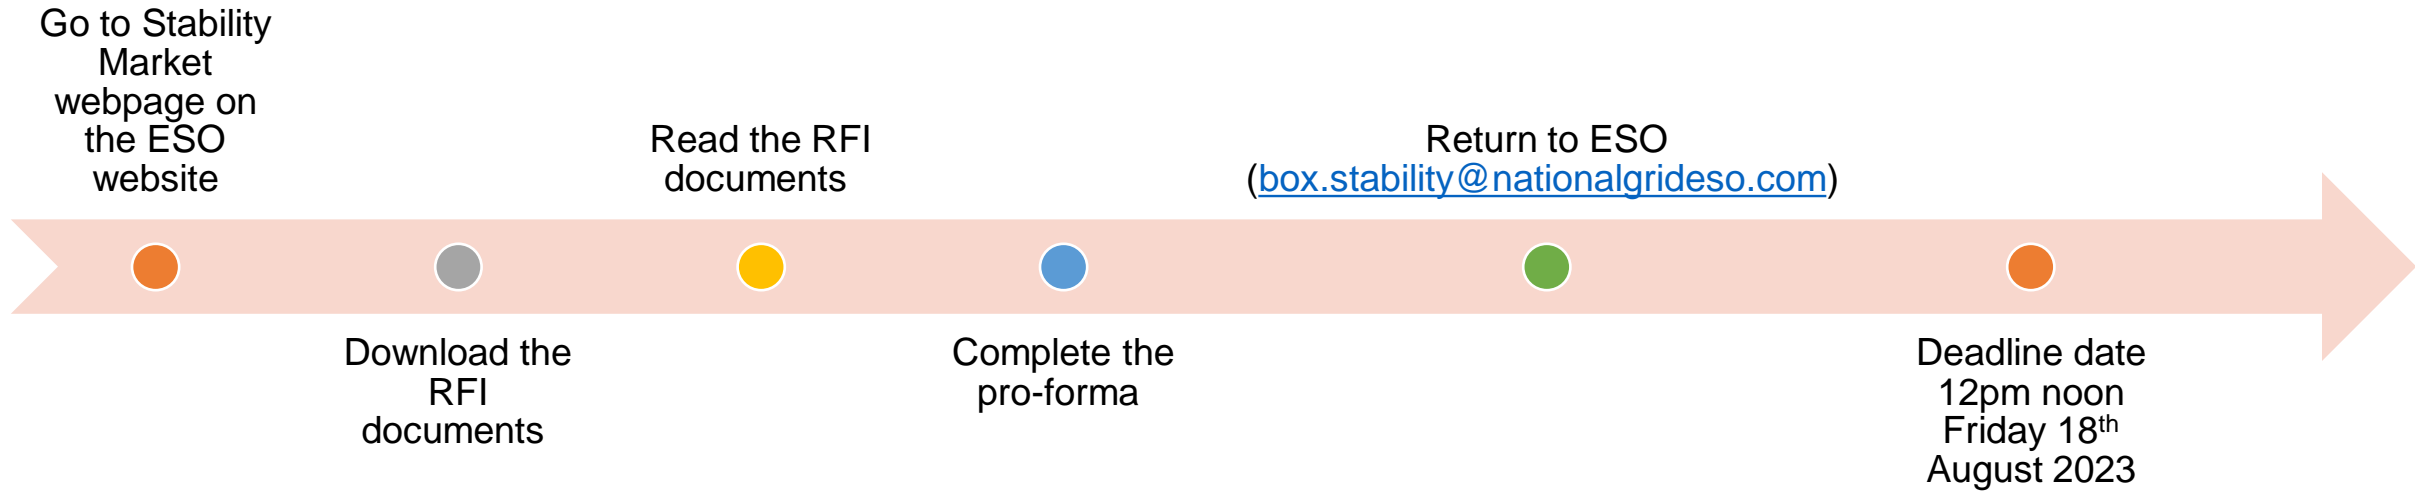 Go to Stability
Market
webpage on
the ESO
website
Download the
RFI
documents
Read the RFI
documents
Complete the
pro-forma
Return to ESO
(box.stability@nationalgrideso.com)
Deadline date
12pm noon
Friday 18th
August 2023